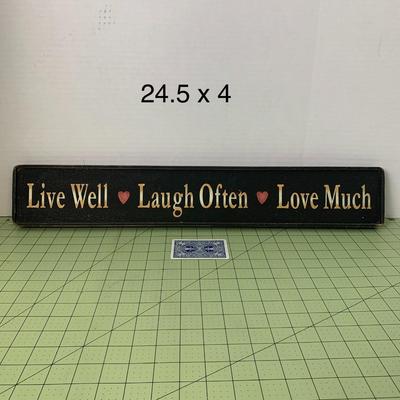 24.5 x 4
Live Well ♥ Laugh Often ♥ Love Much